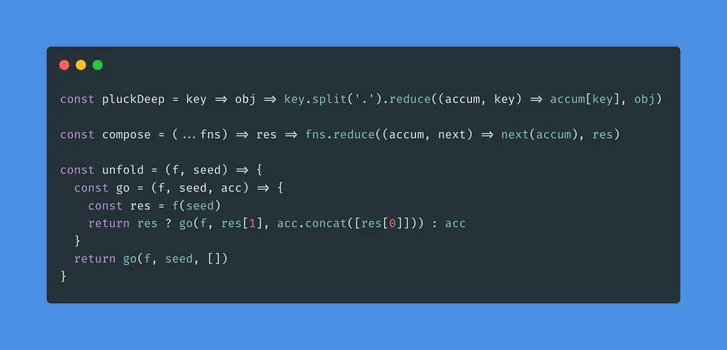 const pluckDeep = key => obj => key.split('.').reduce((accum, key) => accum[key], obj)
const compose = (...fns) => res => fns.reduce((accum, next) => next(accum), res)
const unfold = (f, seed) => {
const go = (f, seed, acc) => {
const res = f(seed)
return res ? go(f, res[1], acc.concat([res[0]])) : acc
}
return go(f, seed, [])
}